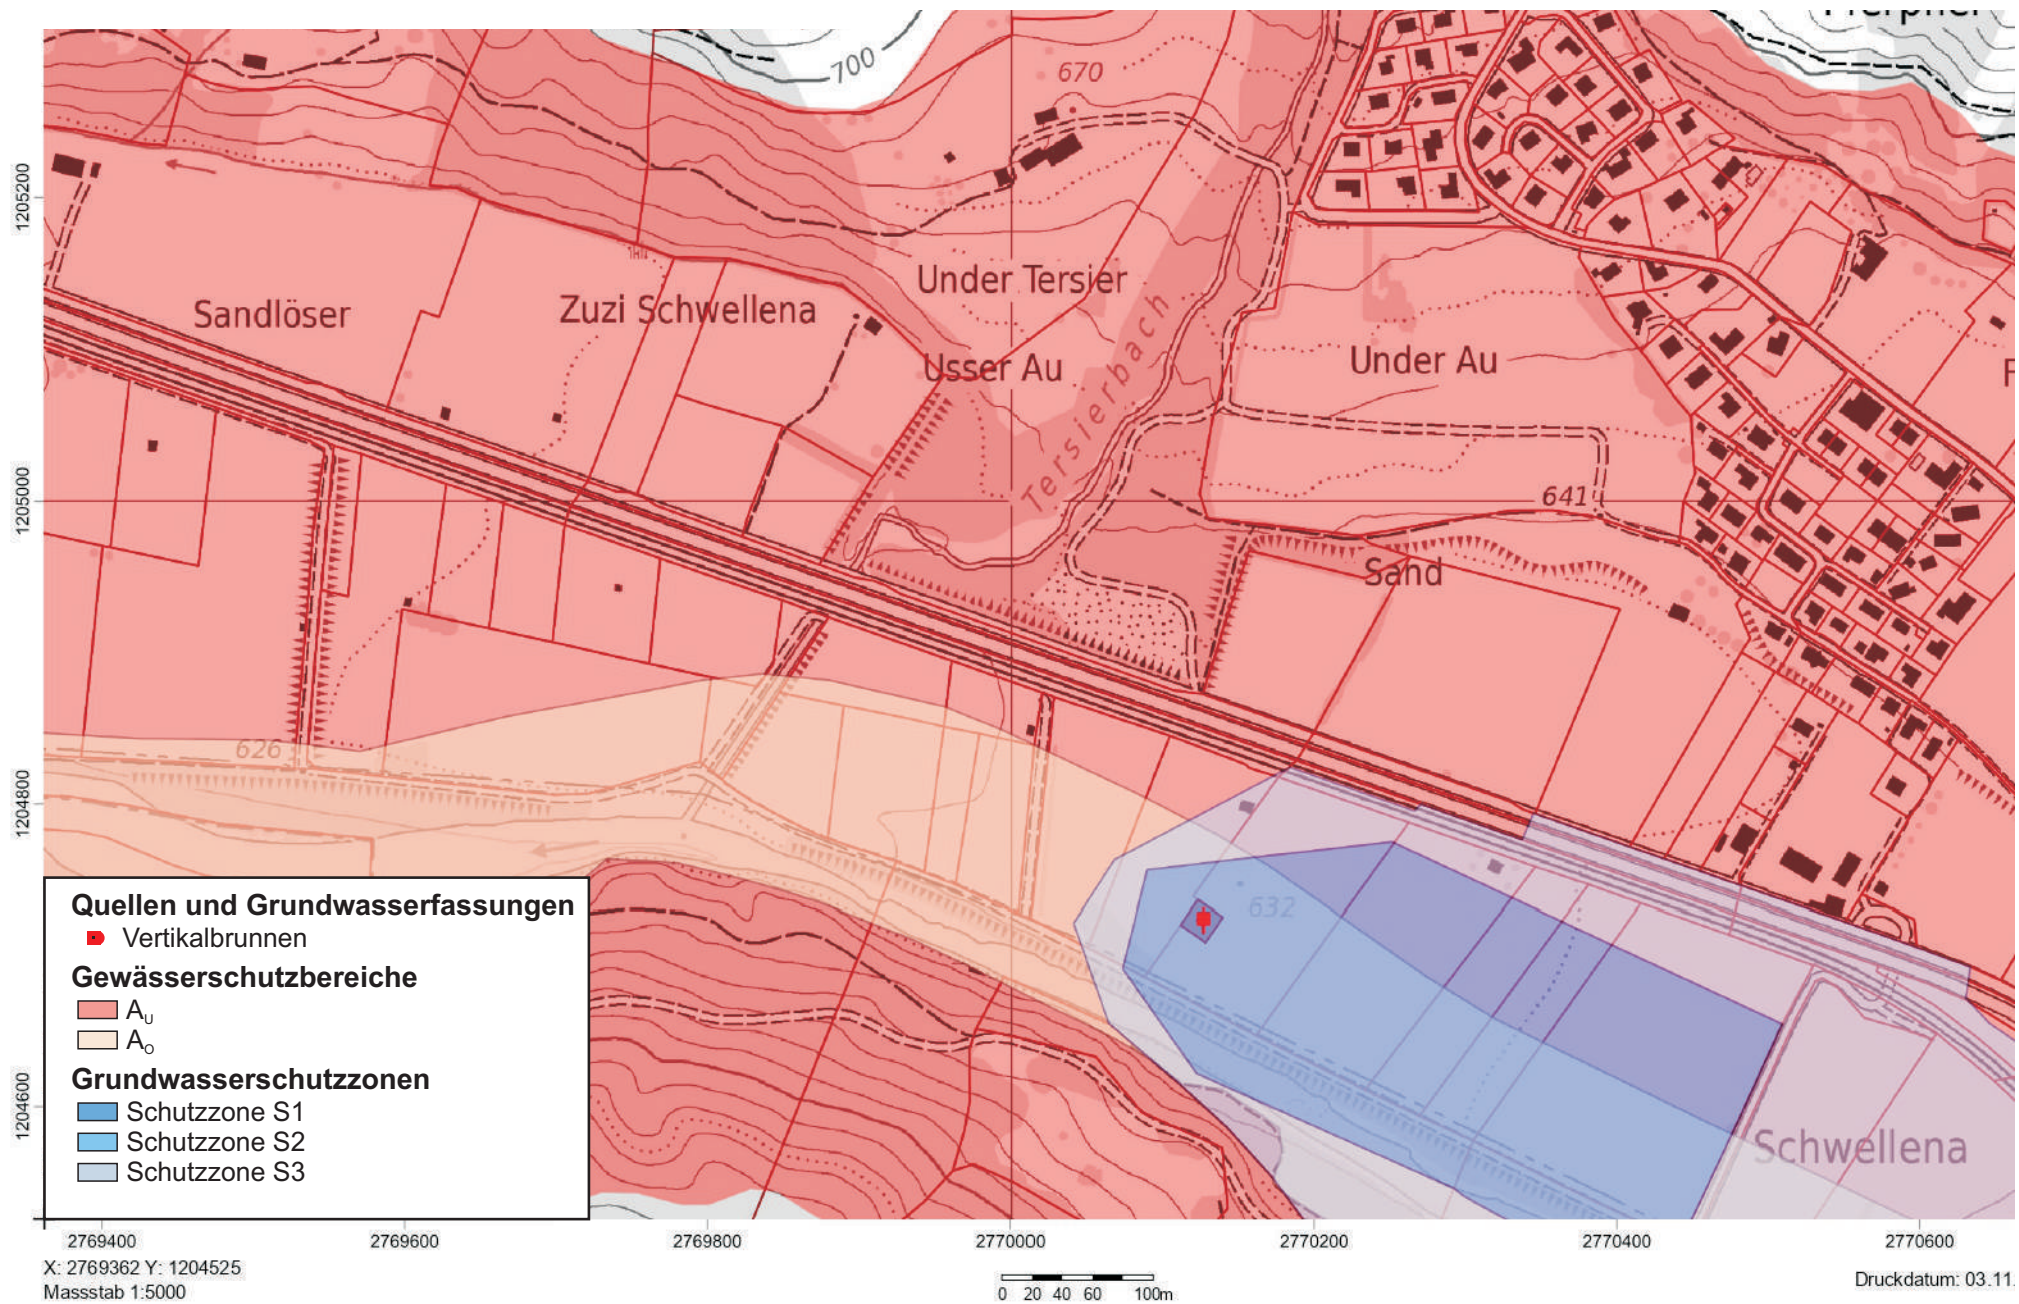 700
670
1205200
Under Tersier
Sandlöser
Zuzi Schwellena
Usser Au
Under Au
Tersierbach
1205000
641
Sand
626
1204800
632
Quellen und Grundwasserfassungen
Vertikalbrunnen
Gewässerschutzbereiche
AU
AO
Grundwasserschutzzonen
Schutzzone S1
Schutzzone S2
Schutzzone S3
1204600
Schwellena
2769400 2769600 2769800 2770000 2770200 2770400 2770600
X: 2769362 Y: 1204525
Massstab 1:5000
0 20 40 60 100m
Druckdatum: 03.11.